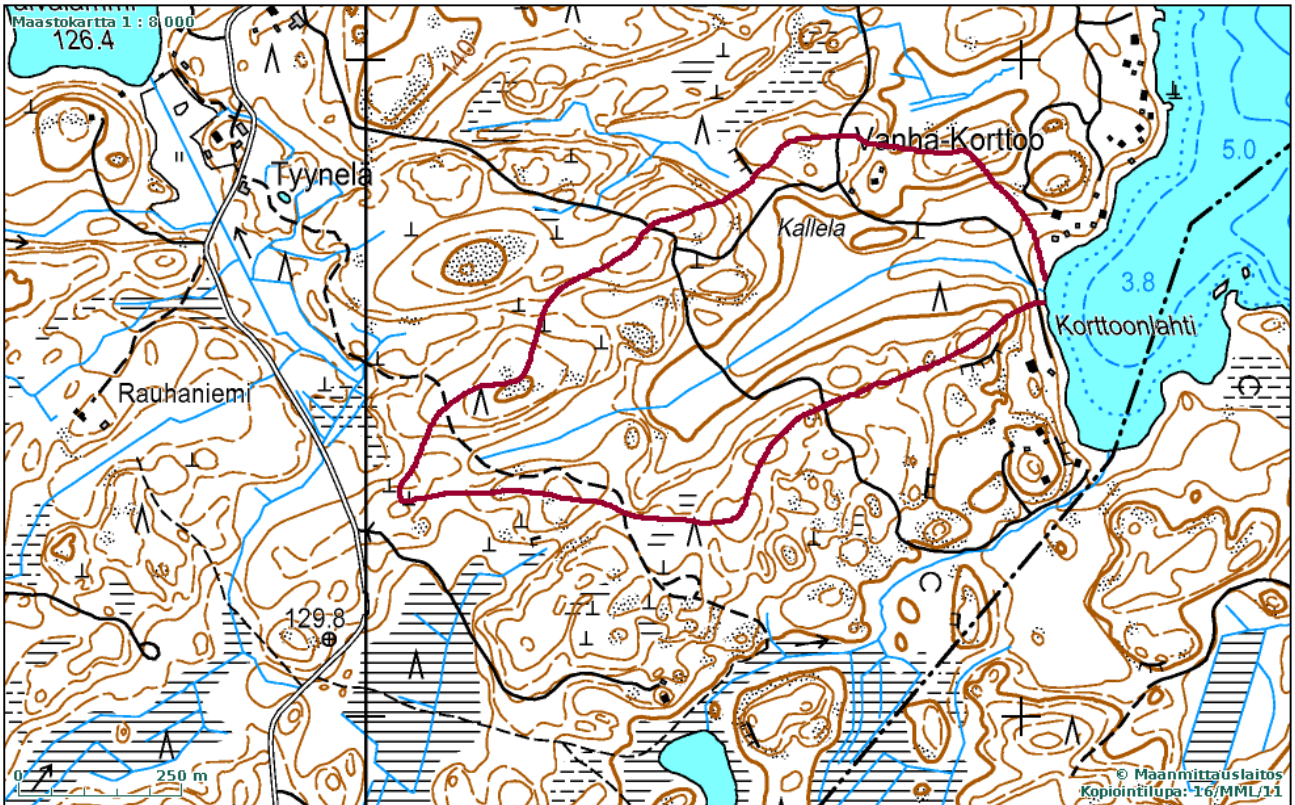 Maastokartta 1 : 8 000
126.4
140
Vanha-Korttoo
5.0
Tyynelä
Kallela
3.8
Korttoonlahti
Rauhaniemi
129.8
0
250 m
© Maanmittauslaitos
Kopiointilupa: 16/MML/11